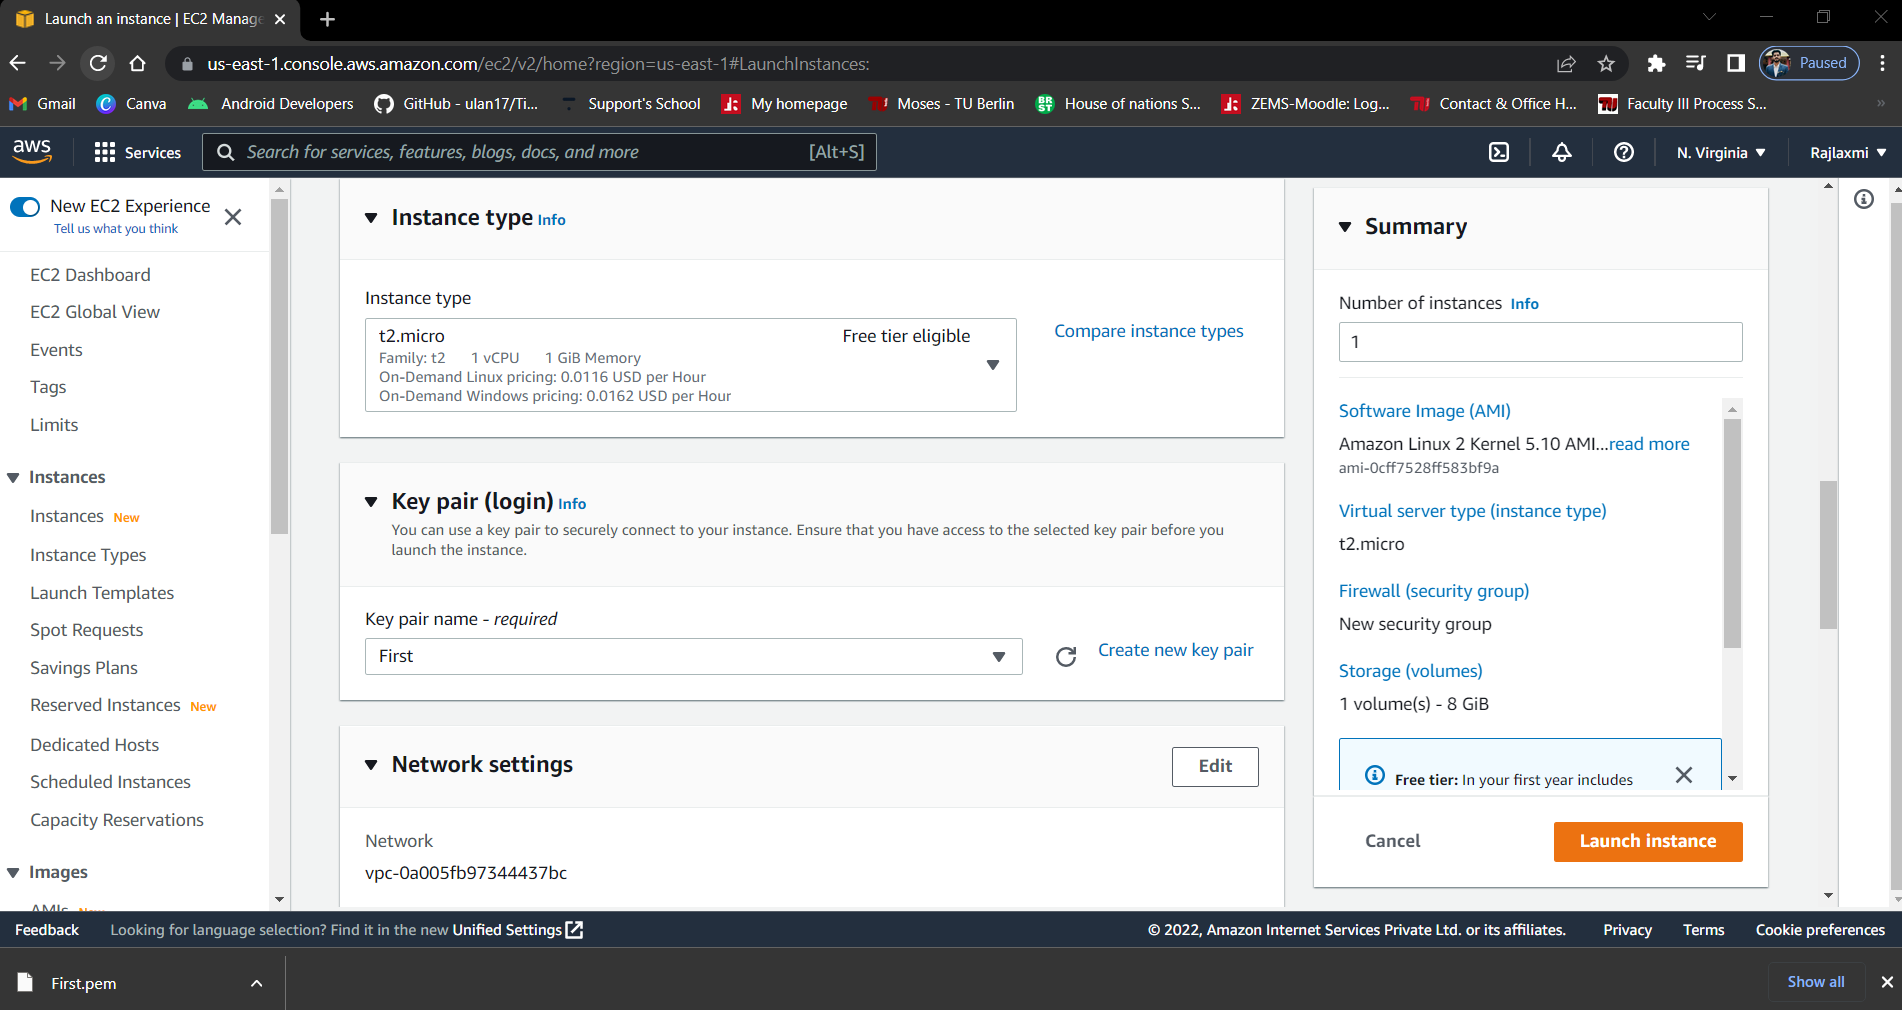 Launch an instance | EC2 Manage
us-east-1.console.aws.amazon.com/ec2/v2/home?region=us-east-1#LaunchInstances:
Paused
Gmail
Canva
Android Developers
GitHub - ulan17/Ti...
Support's School
My homepage
Moses - TU Berlin
House of nations S...
ZEMS-Moodle: Log...
Contact & Office H...
Faculty III Process S...
aws
Services
Search for services, features, blogs, docs, and more
[Alt+S]
N. Virginia
Rajlaxmi
New EC2 Experience
Tell us what you think
EC2 Dashboard
EC2 Global View
Events
Tags
Limits
Instances
Instances New
Instance Types
Launch Templates
Spot Requests
Savings Plans
Reserved Instances New
Dedicated Hosts
Scheduled Instances
Capacity Reservations
Images
AMIs New
Instance type Info
Instance type
t2.micro
Free tier eligible
Family: t2 1 vCPU 1 GiB Memory
On-Demand Linux pricing: 0.0116 USD per Hour
On-Demand Windows pricing: 0.0162 USD per Hour
Compare instance types
Key pair (login) Info
You can use a key pair to securely connect to your instance. Ensure that you have access to the selected key pair before you
launch the instance.
Key pair name - required
First
Create new key pair
Network settings
Edit
Network
vpc-0a005fb97344437bc
Summary
Number of instances Info
1
Software Image (AMI)
Amazon Linux 2 Kernel 5.10 AMI...read more
ami-0cff7528ff583bf9a
Virtual server type (instance type)
t2.micro
Firewall (security group)
New security group
Storage (volumes)
1 volume(s) - 8 GiB
Free tier: In your first year includes
Cancel
Launch instance
Feedback
Looking for language selection? Find it in the new Unified Settings
© 2022, Amazon Internet Services Private Ltd. or its affiliates.
Privacy
Terms
Cookie preferences
First.pem
Show all